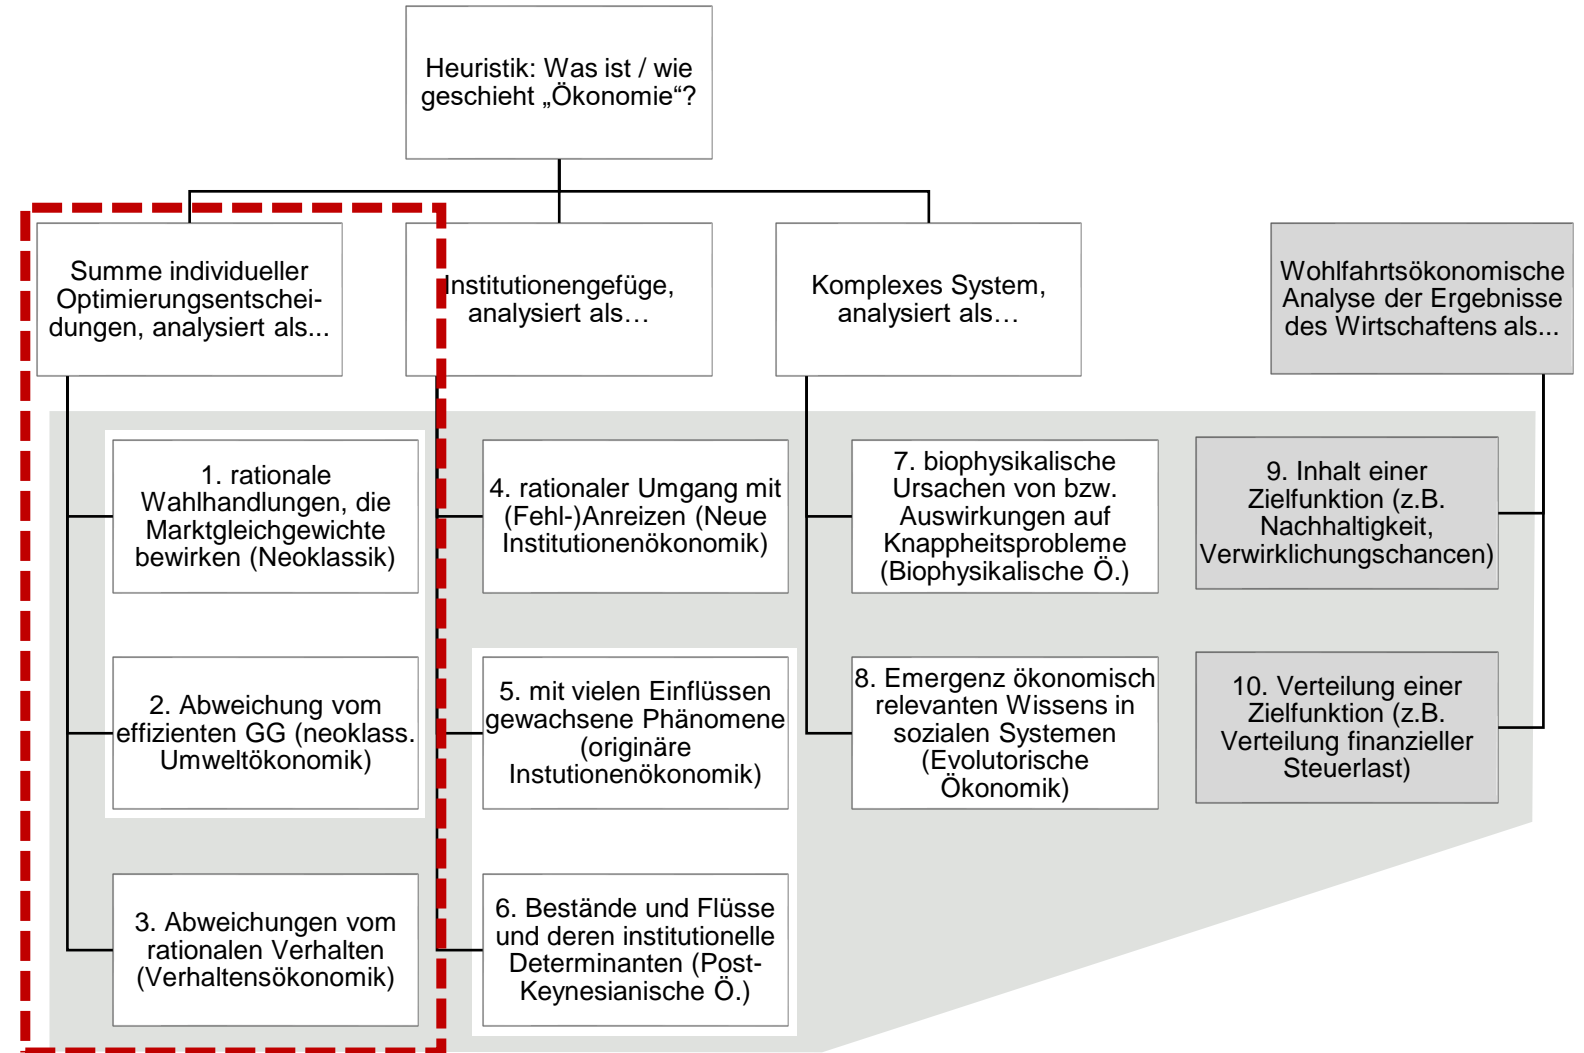 Heuristik: Was ist / wie
geschieht „Ökonomie“?
Summe individueller
Optimierungsentschei-
dungen, analysiert als...
Institutionengefüge,
analysiert als…
Komplexes System,
analysiert als…
Wohlfahrtsökonomische
Analyse der Ergebnisse
des Wirtschaftens als...
1. rationale
Wahlhandlungen, die
Marktgleichgewichte
bewirken (Neoklassik)
4. rationaler Umgang mit
(Fehl-)Anreizen (Neue
Institutionenökonomik)
7. biophysikalische
Ursachen von bzw.
Auswirkungen auf
Knappheitsprobleme
(Biophysikalische Ö.)
9. Inhalt einer
Zielfunktion (z.B.
Nachhaltigkeit,
Verwirklichungschancen)
2. Abweichung vom
effizienten GG (neoklass.
Umweltökonomik)
5. mit vielen Einflüssen
gewachsene Phänomene
(originäre
Instutionenökonomik)
8. Emergenz ökonomisch
relevanten Wissens in
sozialen Systemen
(Evolutorische
Ökonomik)
10. Verteilung einer
Zielfunktion (z.B.
Verteilung finanzieller
Steuerlast)
3. Abweichungen vom
rationalen Verhalten
(Verhaltensökonomik)
6. Bestände und Flüsse
und deren institutionelle
Determinanten (Post-
Keynesianische Ö.)